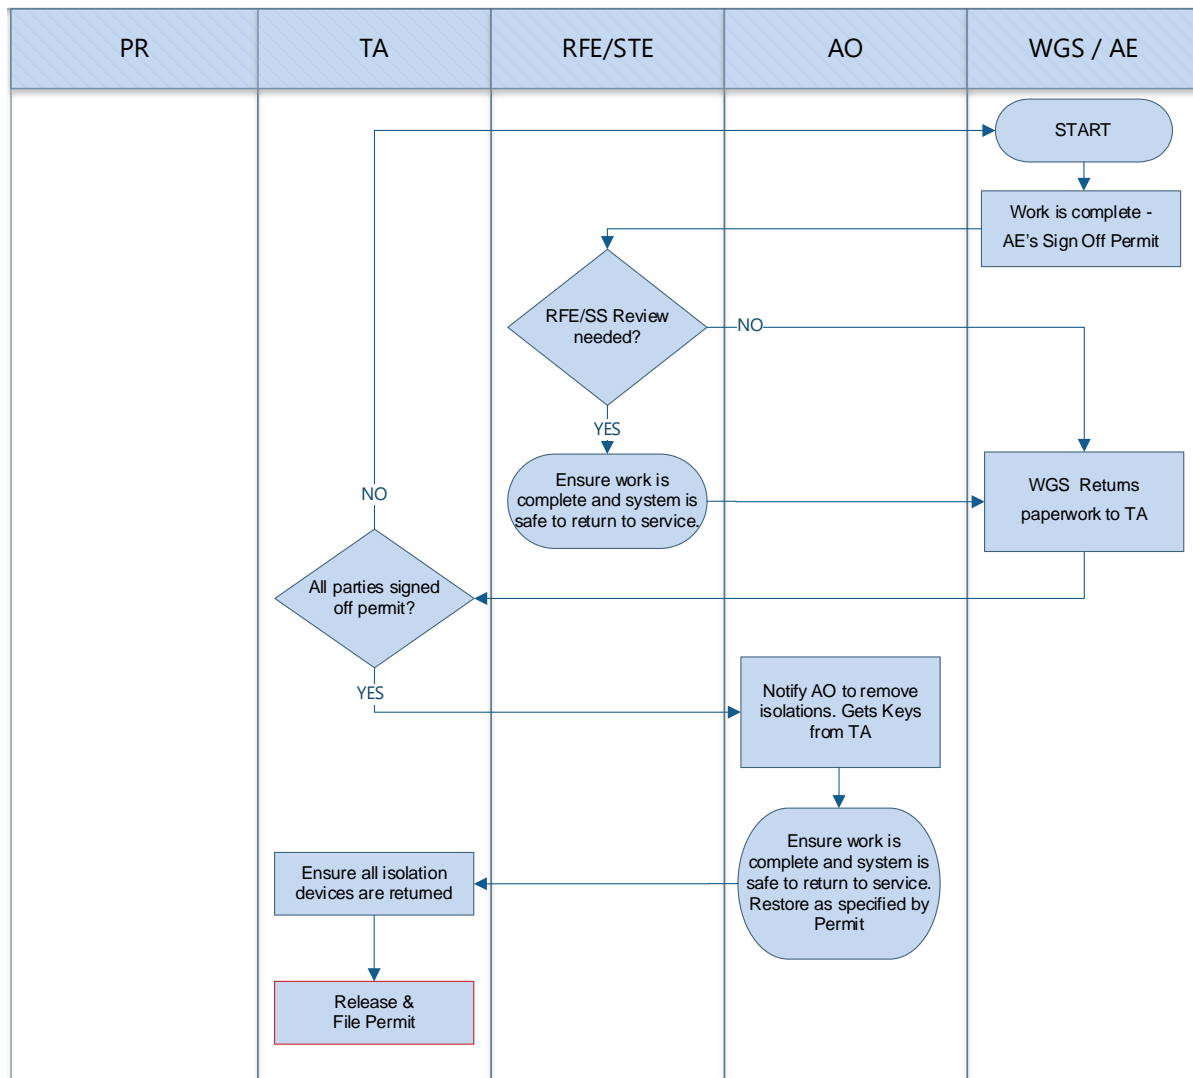 PR
TA
RFE/STE
AO
WGS / AE
START
Work is complete -
AE's Sign Off Permit
RFE/SS Review
needed?
NO
YES
Ensure work is
complete and system is
safe to return to service.
WGS Returns
paperwork to TA
NO
All parties signed
off permit?
YES
Notify AO to remove
isolations. Gets Keys
from TA
Ensure work is
complete and system is
safe to return to service.
Restore as specified by
Permit
Ensure all isolation
devices are returned
Release &
File Permit